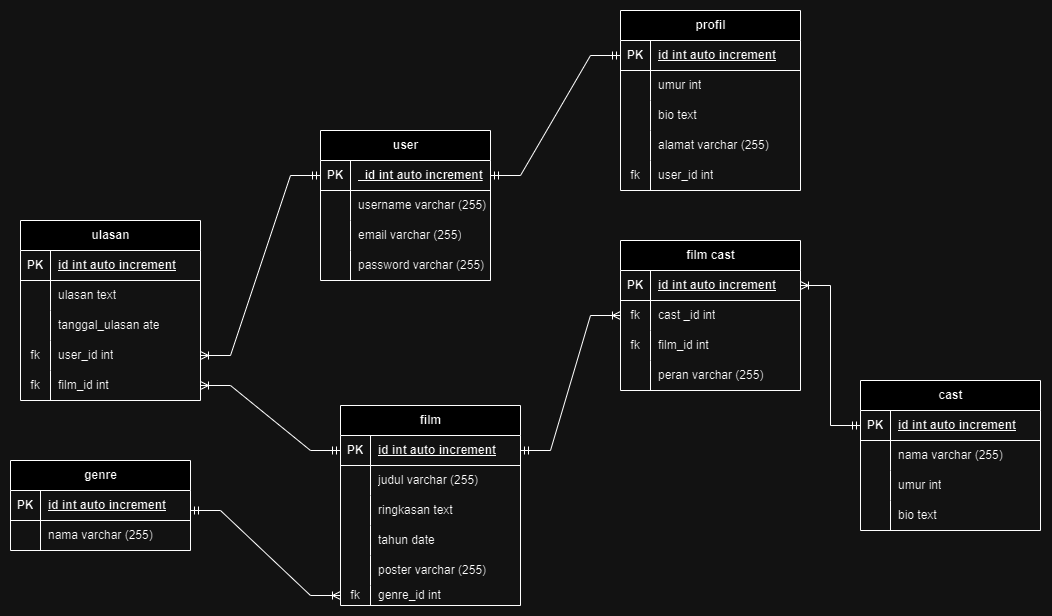 profil
PK id int auto increment
umur int
bio text
alamat varchar (255)
fk user_id int
user
PK _id int auto increment
username varchar (255)
email varchar (255)
password varchar (255)
ulasan
PK id int auto increment
ulasan text
tanggal_ulasan ate
fk user_id int
fk film_id int
film cast
PK id int auto increment
fk cast _id int
fk film_id int
peran varchar (255)
cast
PK id int auto increment
nama varchar (255)
umur int
bio text
film
PK id int auto increment
judul varchar (255)
ringkasan text
tahun date
poster varchar (255)
fk genre_id int
genre
PK id int auto increment
nama varchar (255)